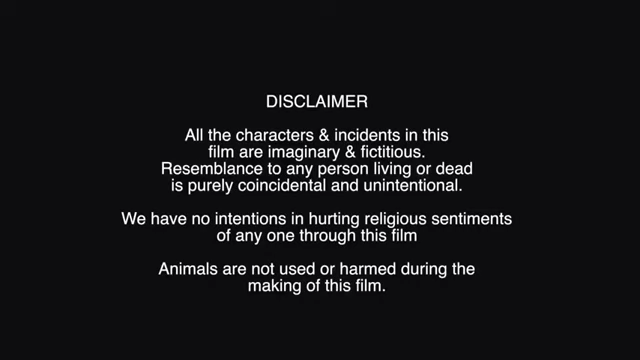 DISCLAIMER
All the characters & incidents in this
film are imaginary & fictitious.
Resemblance to any person living or dead
is purely coincidental and unintentional.
We have no intentions in hurting religious sentiments
of any one through this film
Animals are not used or harmed during the
making of this film.